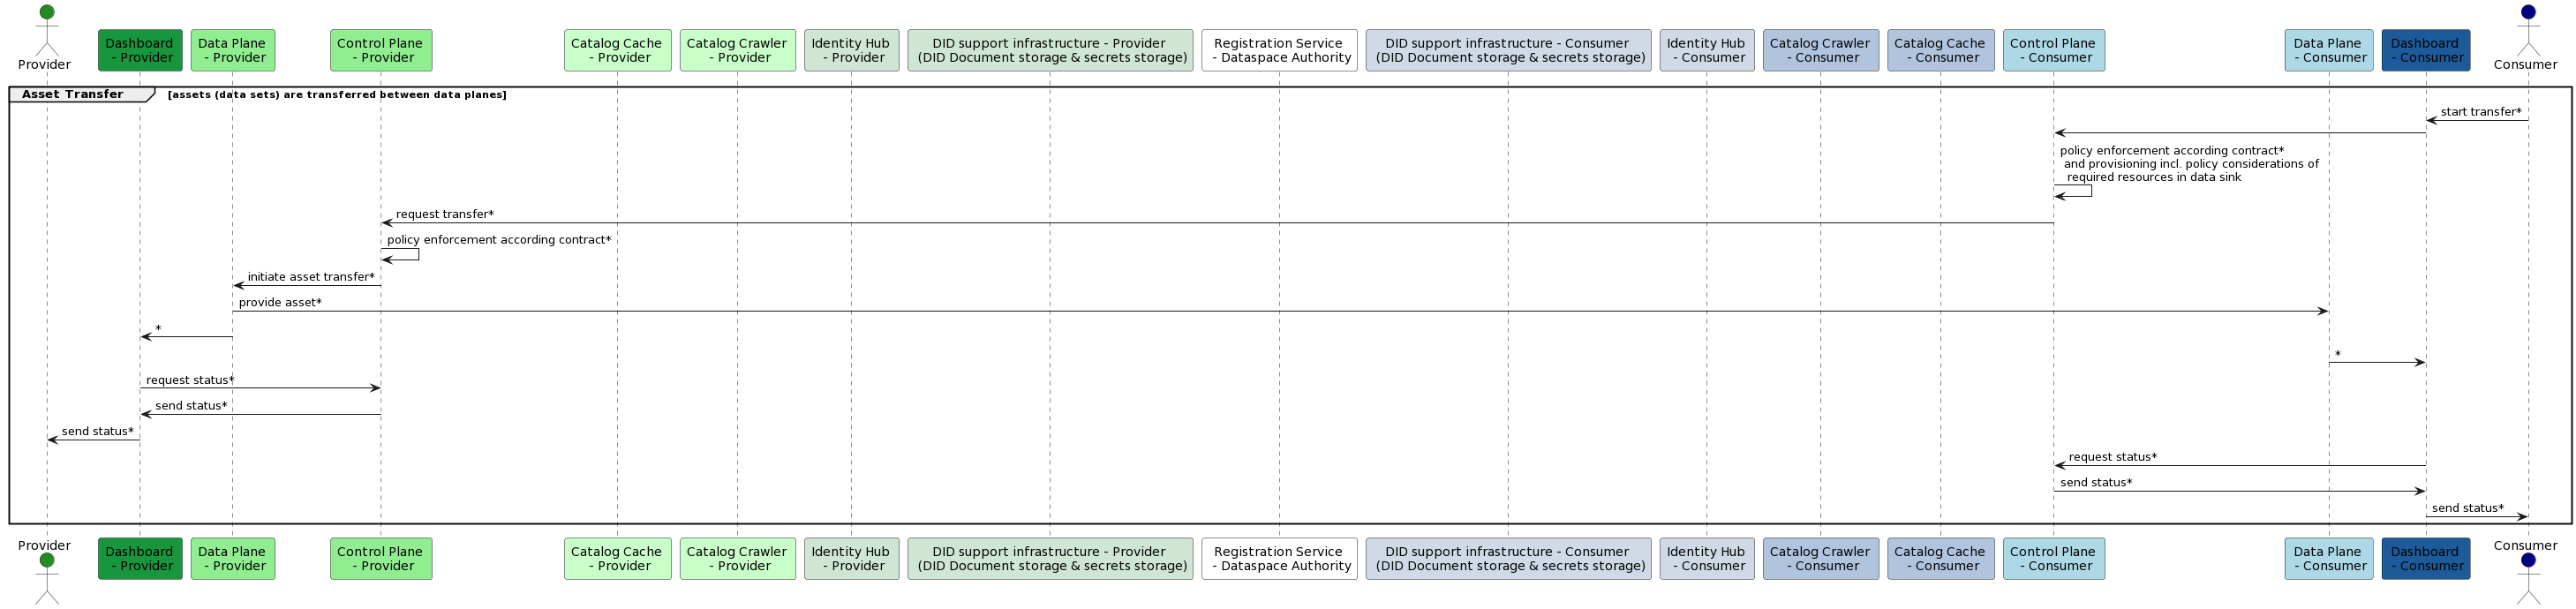 Provider
Dashboard
- Provider
Data Plane
- Provider
Control Plane
- Provider
Catalog Cache
- Provider
Catalog Crawler
- Provider
Identity Hub
- Provider
DID support infrastructure - Provider
(DID Document storage & secrets storage)
Registration Service
- Dataspace Authority
DID support infrastructure - Consumer
(DID Document storage & secrets storage)
Identity Hub
- Consumer
Catalog Crawler
- Consumer
Catalog Cache
- Consumer
Control Plane
- Consumer
Data Plane
- Consumer
Dashboard
- Consumer
Consumer
Asset Transfer [assets (data sets) are transferred between data planes]
start transfer*
policy enforcement according contract*
and provisioning incl. policy considerations of
required resources in data sink
request transfer*
policy enforcement according contract*
initiate asset transfer*
provide asset*
*
*
request status*
send status*
send status*
request status*
send status*
send status*
Provider
Dashboard
- Provider
Data Plane
- Provider
Control Plane
- Provider
Catalog Cache
- Provider
Catalog Crawler
- Provider
Identity Hub
- Provider
DID support infrastructure - Provider
(DID Document storage & secrets storage)
Registration Service
- Dataspace Authority
DID support infrastructure - Consumer
(DID Document storage & secrets storage)
Identity Hub
- Consumer
Catalog Crawler
- Consumer
Catalog Cache
- Consumer
Control Plane
- Consumer
Data Plane
- Consumer
Dashboard
- Consumer
Consumer